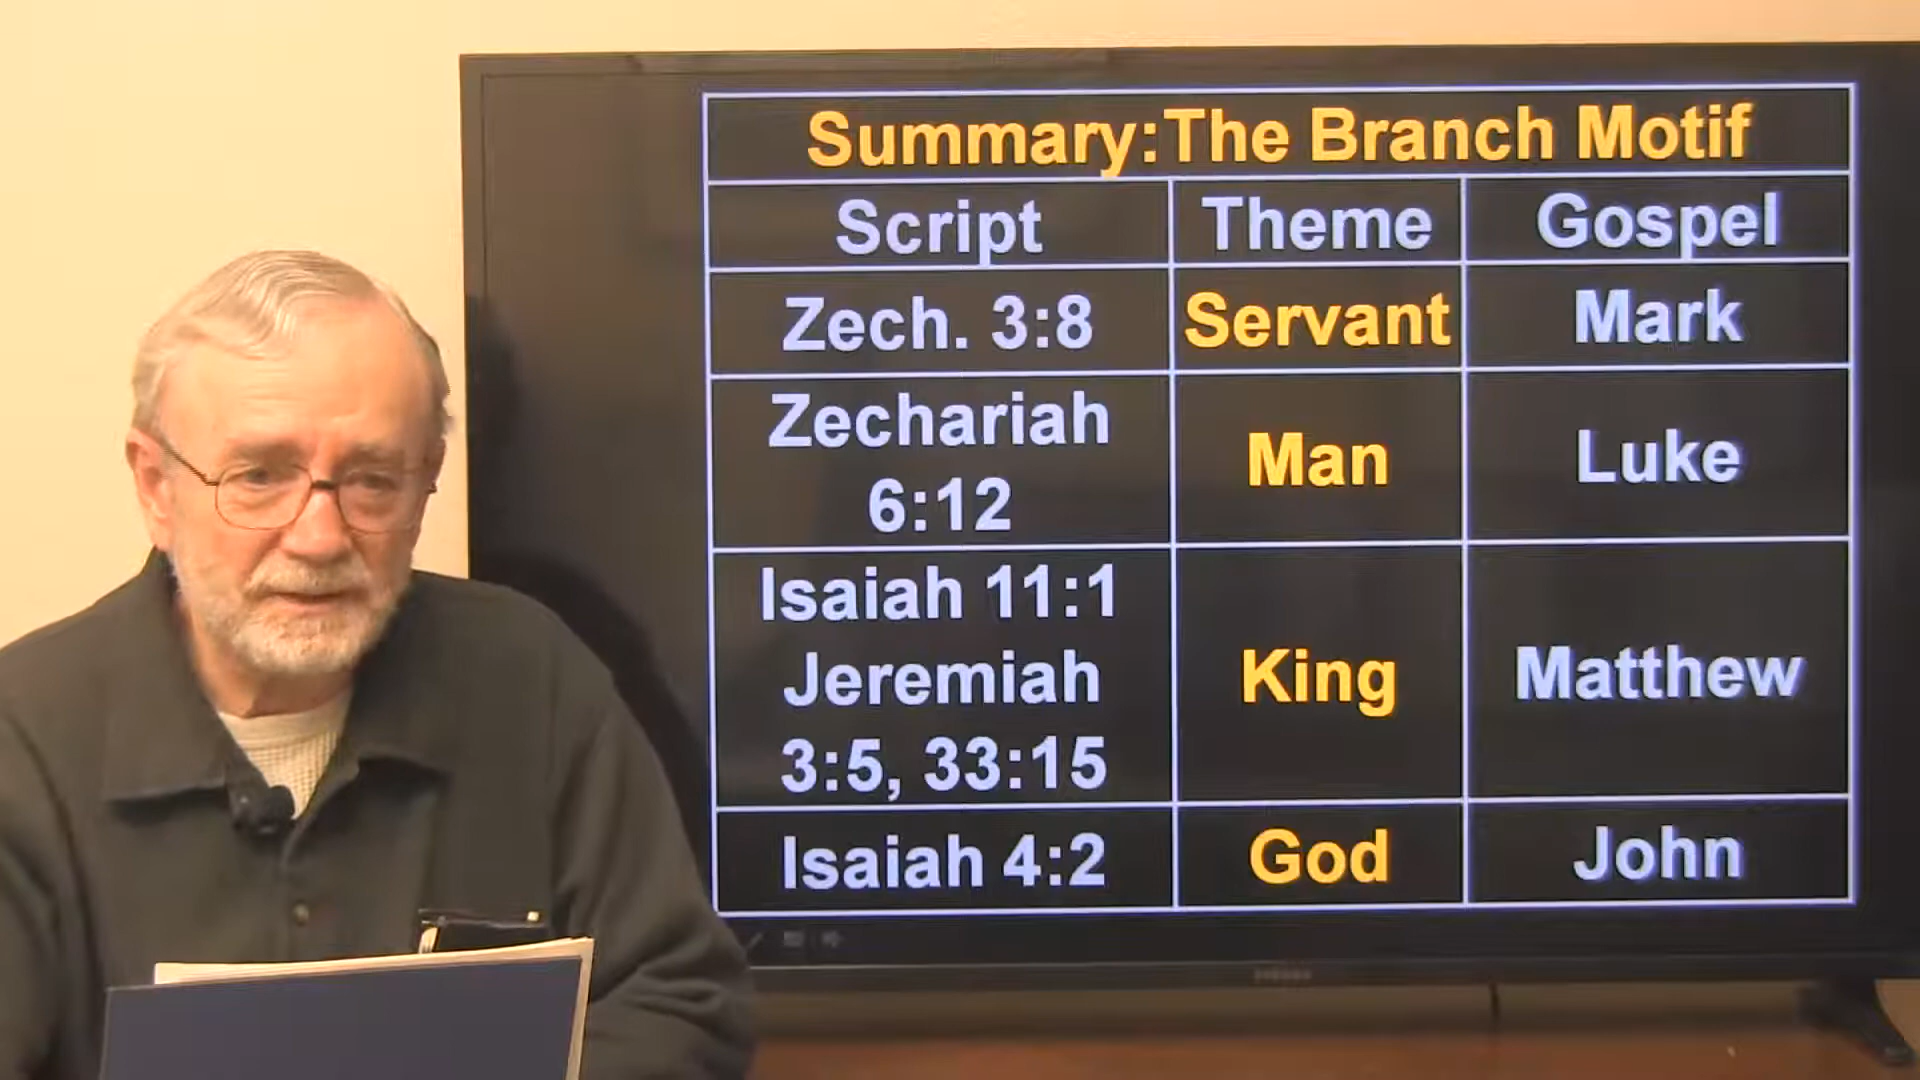 Summary:The Branch Motif
Script Theme Gospel
Zech. 3:8 Servant Mark
Zechariah
6:12
Man
Luke
Isaiah 11:1
Jeremiah
3:5, 33:15
King
Matthew
Isaiah 4:2 God John